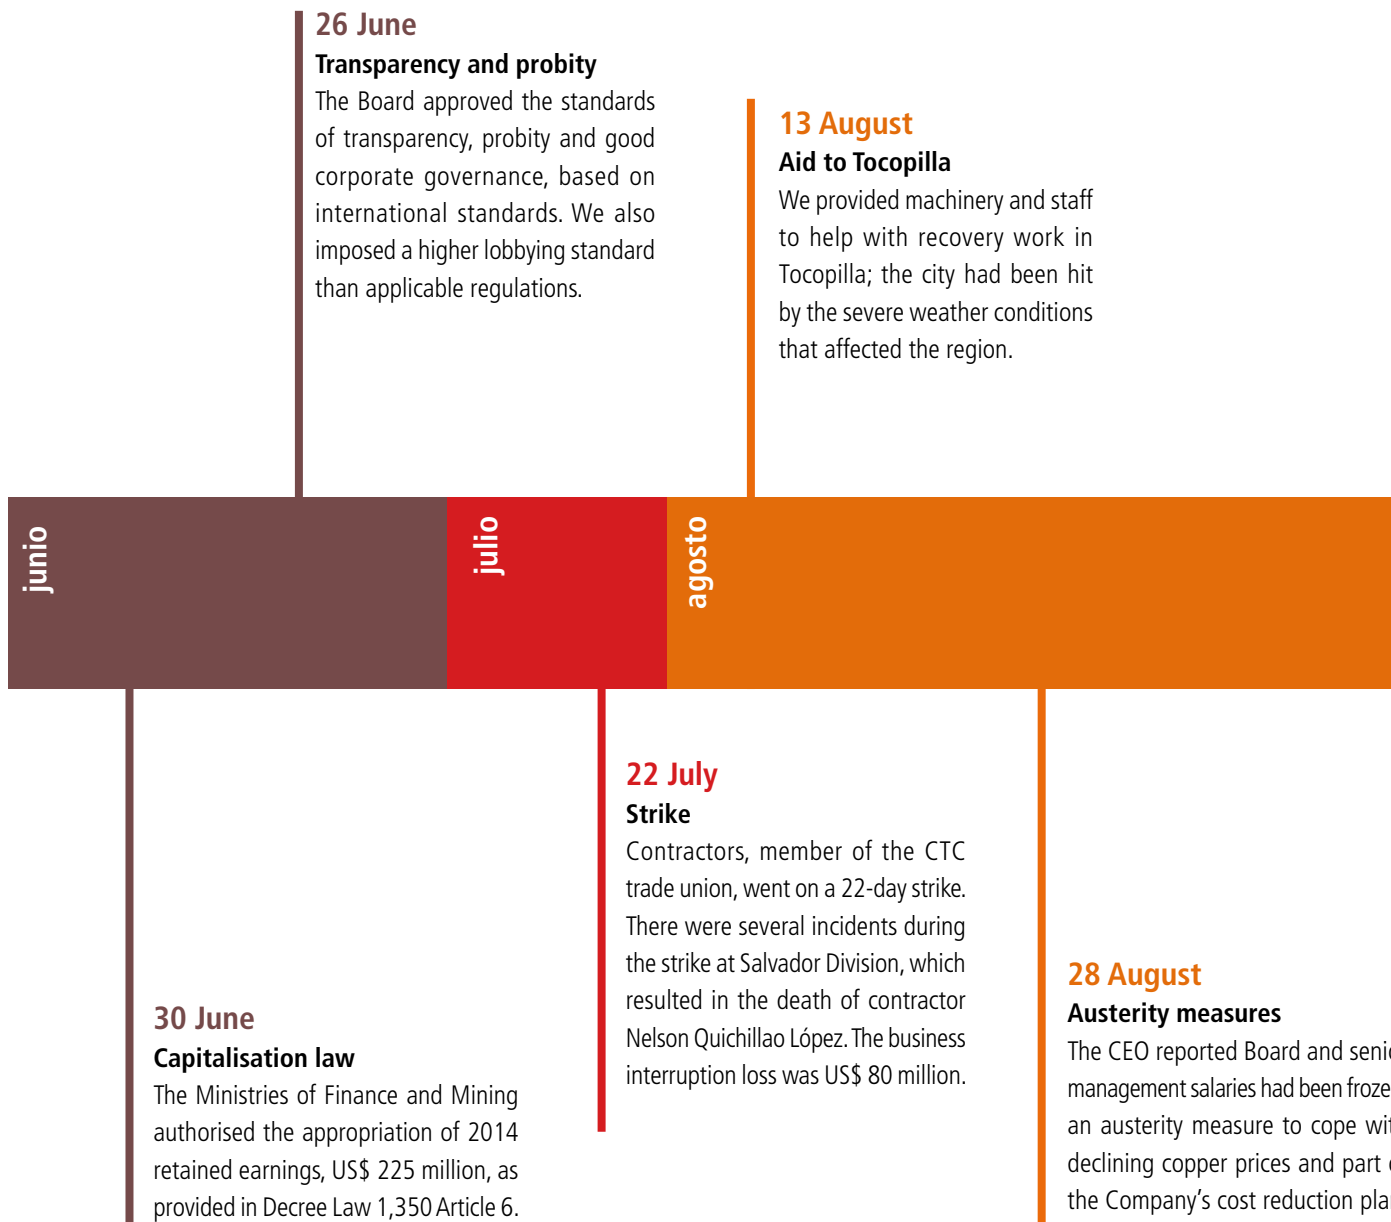 26 June
Transparency and probity
The Board approved the standards
of transparency, probity and good
corporate governance, based on
international standards. We also
imposed a higher lobbying standard
than applicable regulations.
13 August
Aid to Tocopilla
We provided machinery and staff
to help with recovery work in
Tocopilla; the city had been hit
by the severe weather conditions
that affected the region.
junio
julio
agosto
30 June
Capitalisation law
The Ministries of Finance and Mining
authorised the appropriation of 2014
retained earnings, US$ 225 million, as
provided in Decree Law 1,350 Article 6.
22 July
Strike
Contractors, member of the CTC
trade union, went on a 22-day strike.
There were several incidents during
the strike at Salvador Division, which
resulted in the death of contractor
Nelson Quichillao López. The business
interruption loss was US$ 80 million.
28 August
Austerity measures
The CEO reported Board and
management salaries had been
an austerity measure to cope
declining copper prices and part
the Company's cost reduction